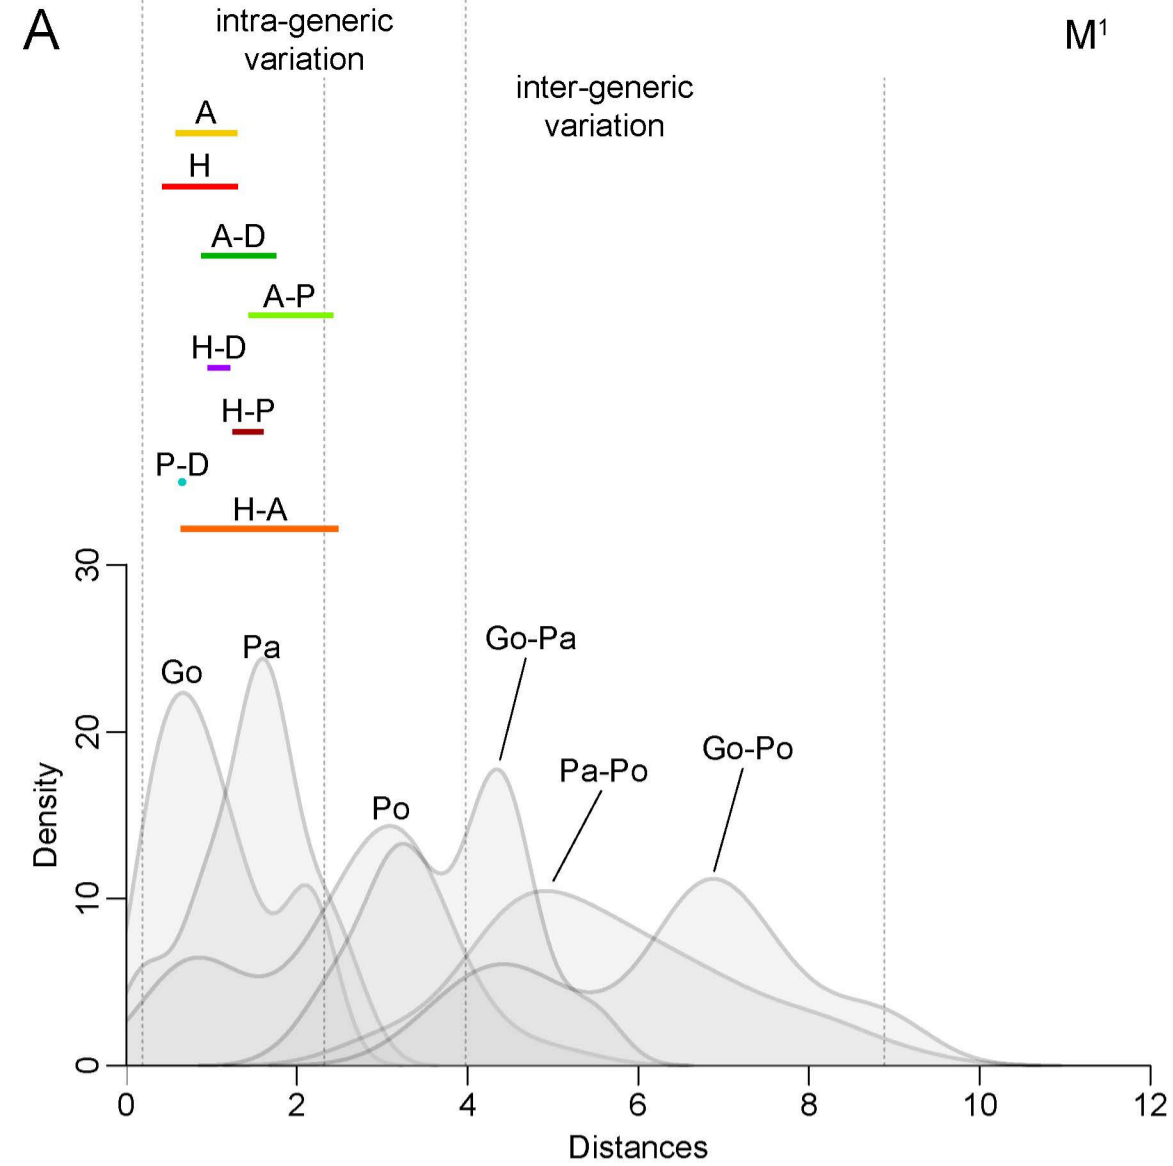 A
intra-generic
variation
M¹
inter-generic
variation
A
H
A-D
A-P
H-D
H-P
P-D
H-A
30
20
10
0
Density
Go
Pa
Po
Go-Pa
Pa-Po
Go-Po
0 2 4 6 8 10 12
Distances